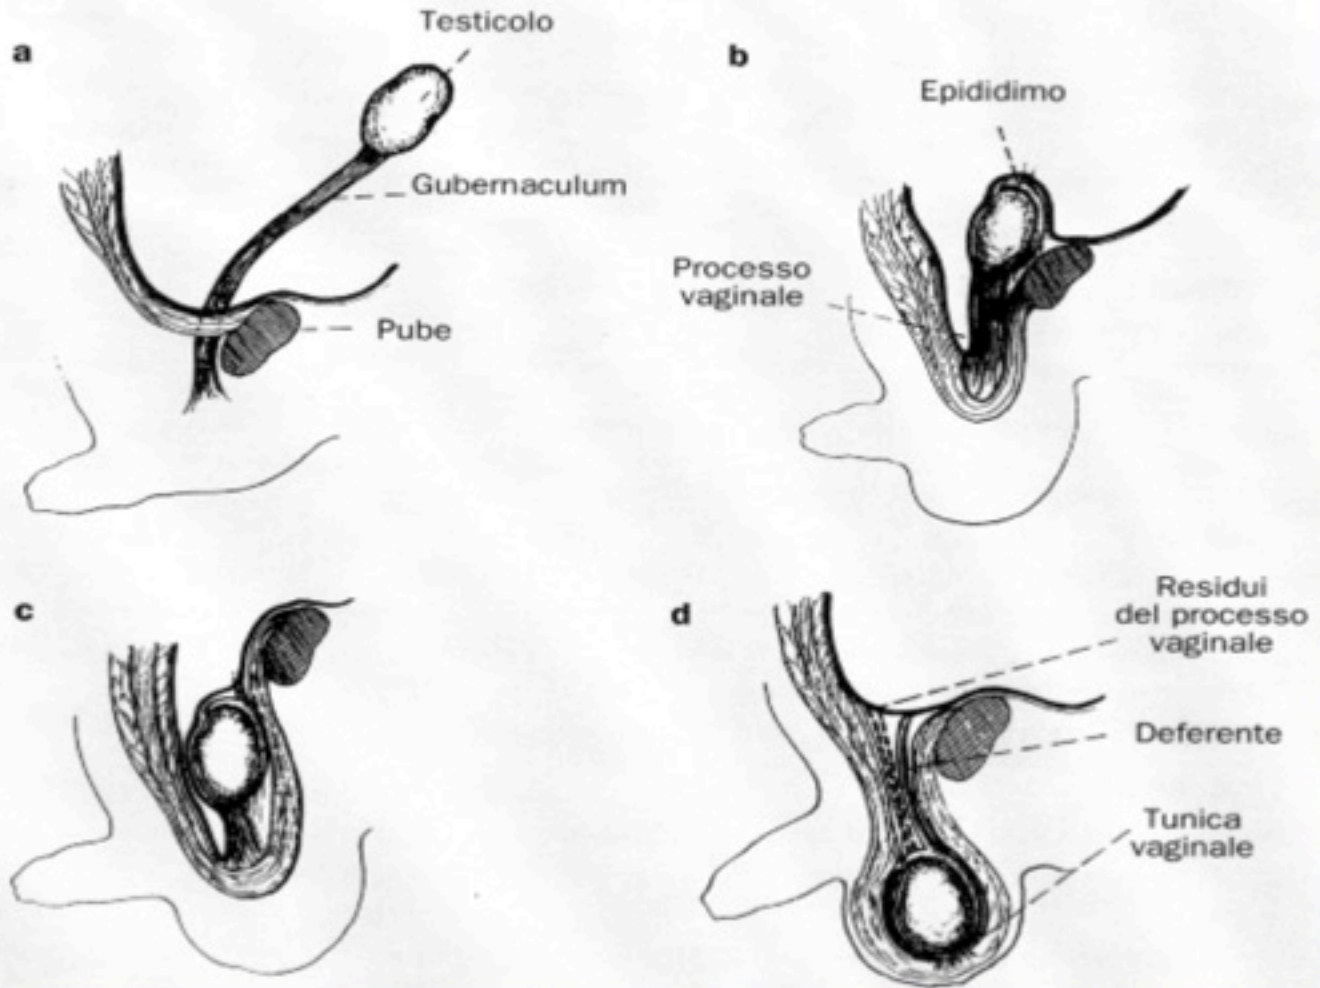 a
Testicolo
Gubernaculum
Pube
b
Epididimo
Processo
vaginale
c
d
Residui
del processo
vaginale
Deferente
Tunica
vaginale